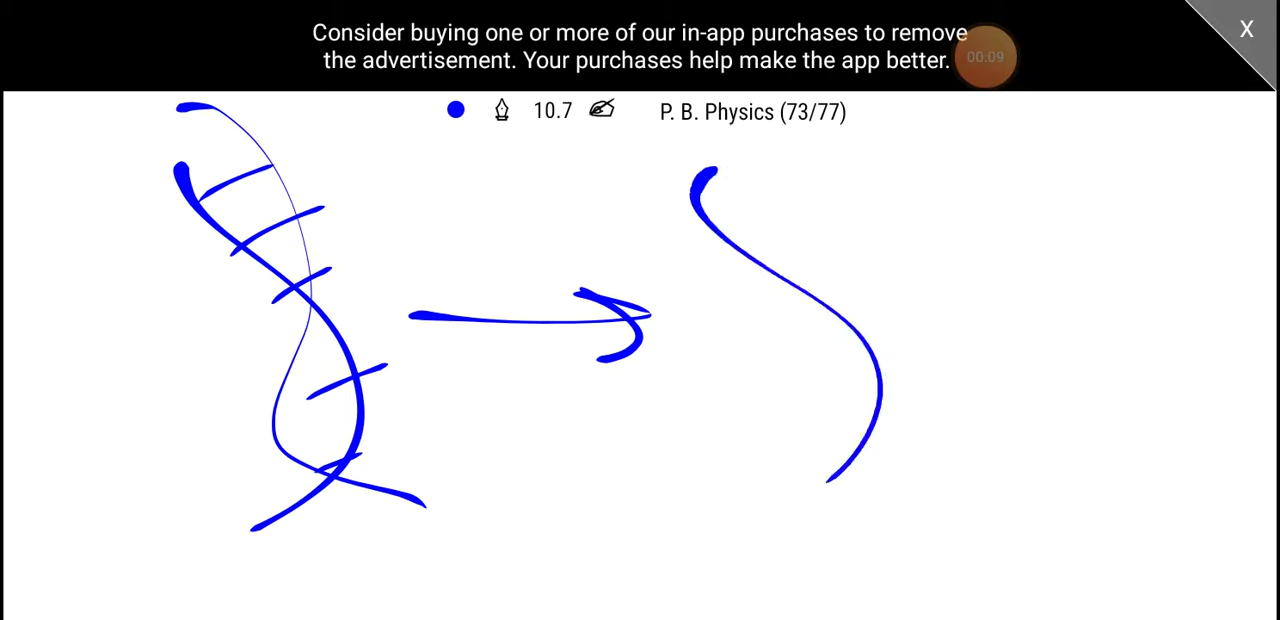 Consider buying one or more of our in-app purchases to remove
the advertisement. Your purchases help make the app better.
X
00:09
10.7
P. B. Physics (73/77)